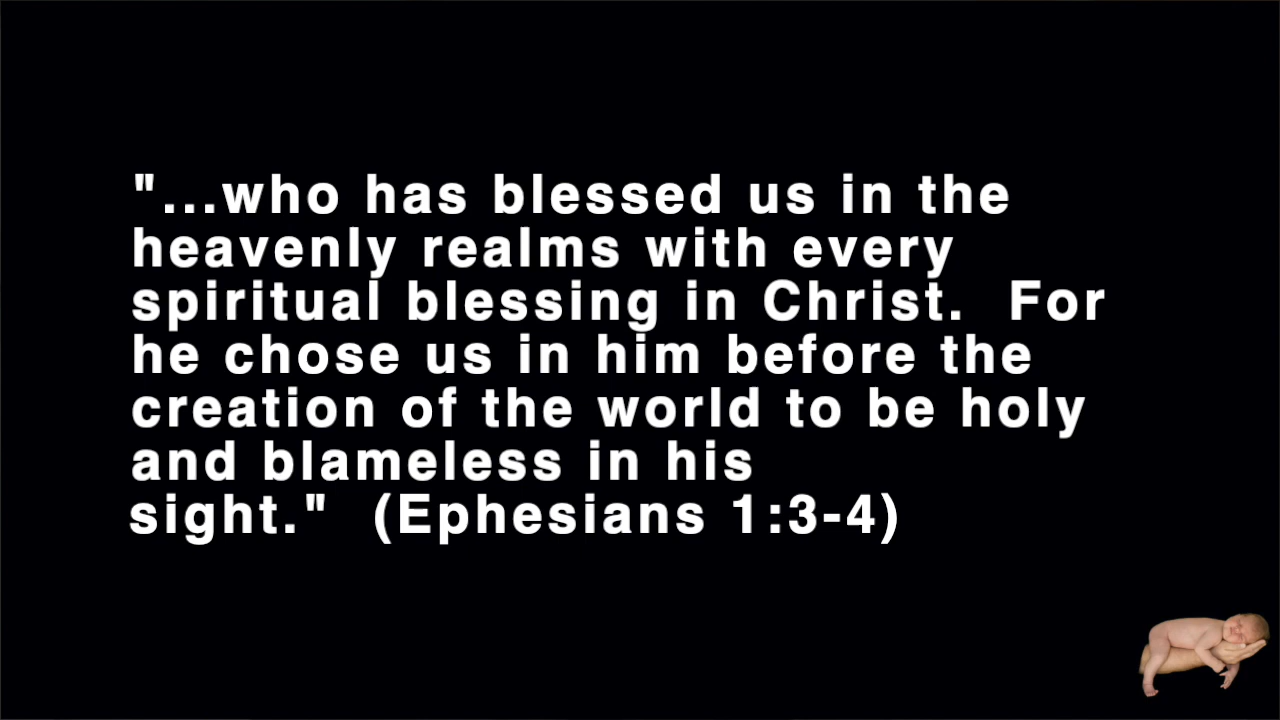 "...who has blessed us in the
heavenly realms with every
spiritual blessing in Christ.  For
he chose us in him before the
creation of the world to be holy
and blameless in his
sight."  (Ephesians 1:3-4)